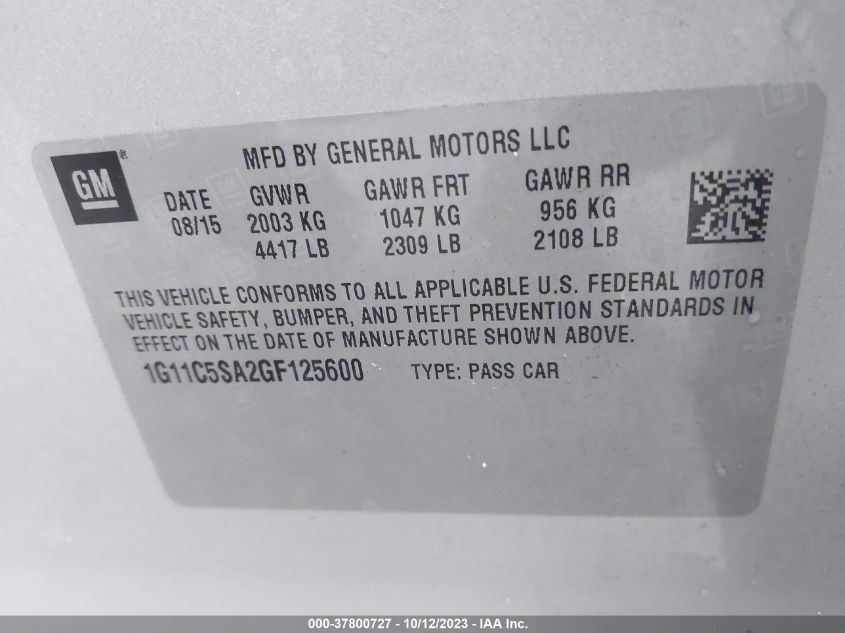 GM ®
MFD BY GENERAL MOTORS LLC
DATE GVWR GAWR FRT GAWR RR
08/15 2003 KG 1047 KG 956 KG
4417 LB 2309 LB 2108 LB
THIS VEHICLE CONFORMS TO ALL APPLICABLE U.S. FEDERAL MOTOR
VEHICLE SAFETY, BUMPER, AND THEFT PREVENTION STANDARDS IN
EFFECT ON THE DATE OF MANUFACTURE SHOWN ABOVE.
1G11C5SA2GF125600 TYPE: PASS CAR
000-37800727 - 10/12/2023 - IAA Inc.